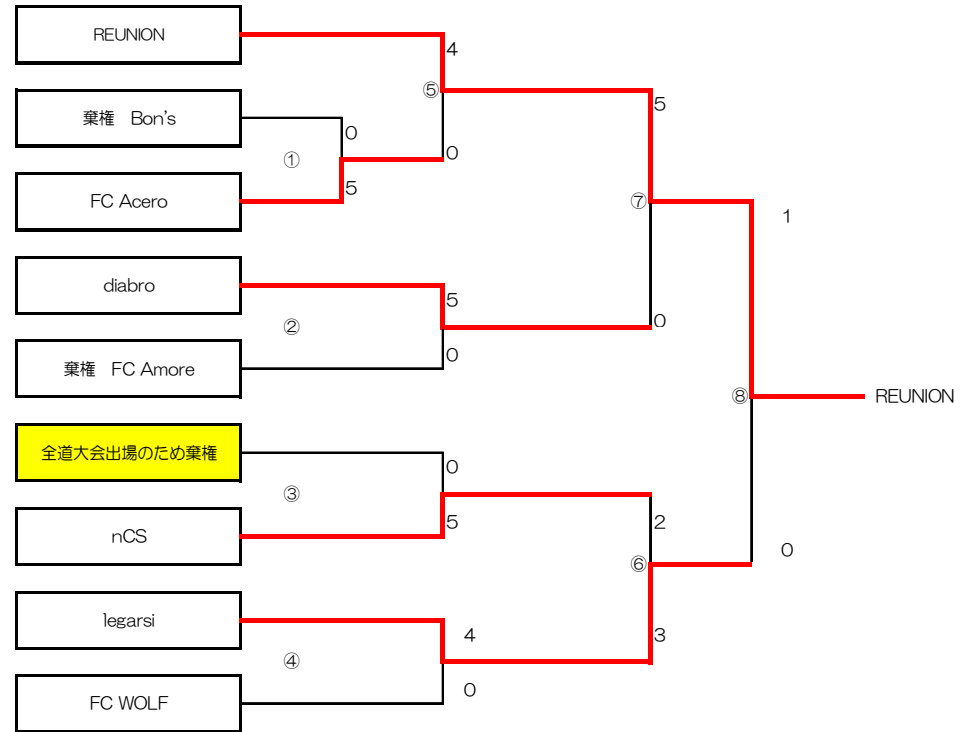 REUNION
4
⑤
5
棄権　Bon's
0
①
0
5
FC Acero
⑦
1
diabro
5
②
0
0
棄権　FC Amore
⑧
REUNION
全道大会出場のため棄権
0
③
5
2
nCS
0
⑥
legarsi
4
3
④
0
FC WOLF